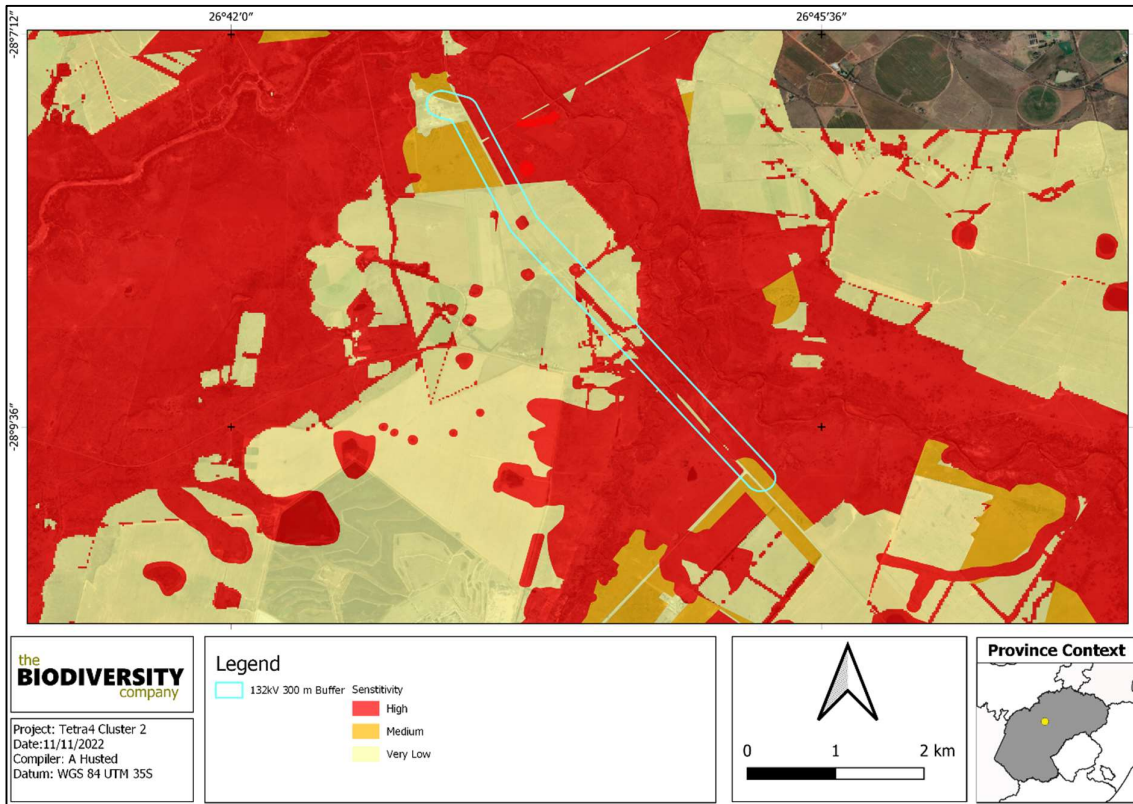 26°42'0" 26°45'36"
-28°7'12"
-28°9'36"
the
BIODIVERSITY
company
Project: Tetra4 Cluster 2
Date:11/11/2022
Compiler: A Husted
Datum: WGS 84 UTM 35S
Legend
132kV 300 m Buffer Senstitivity
High
Medium
Very Low
0 1 2 km
Province Context